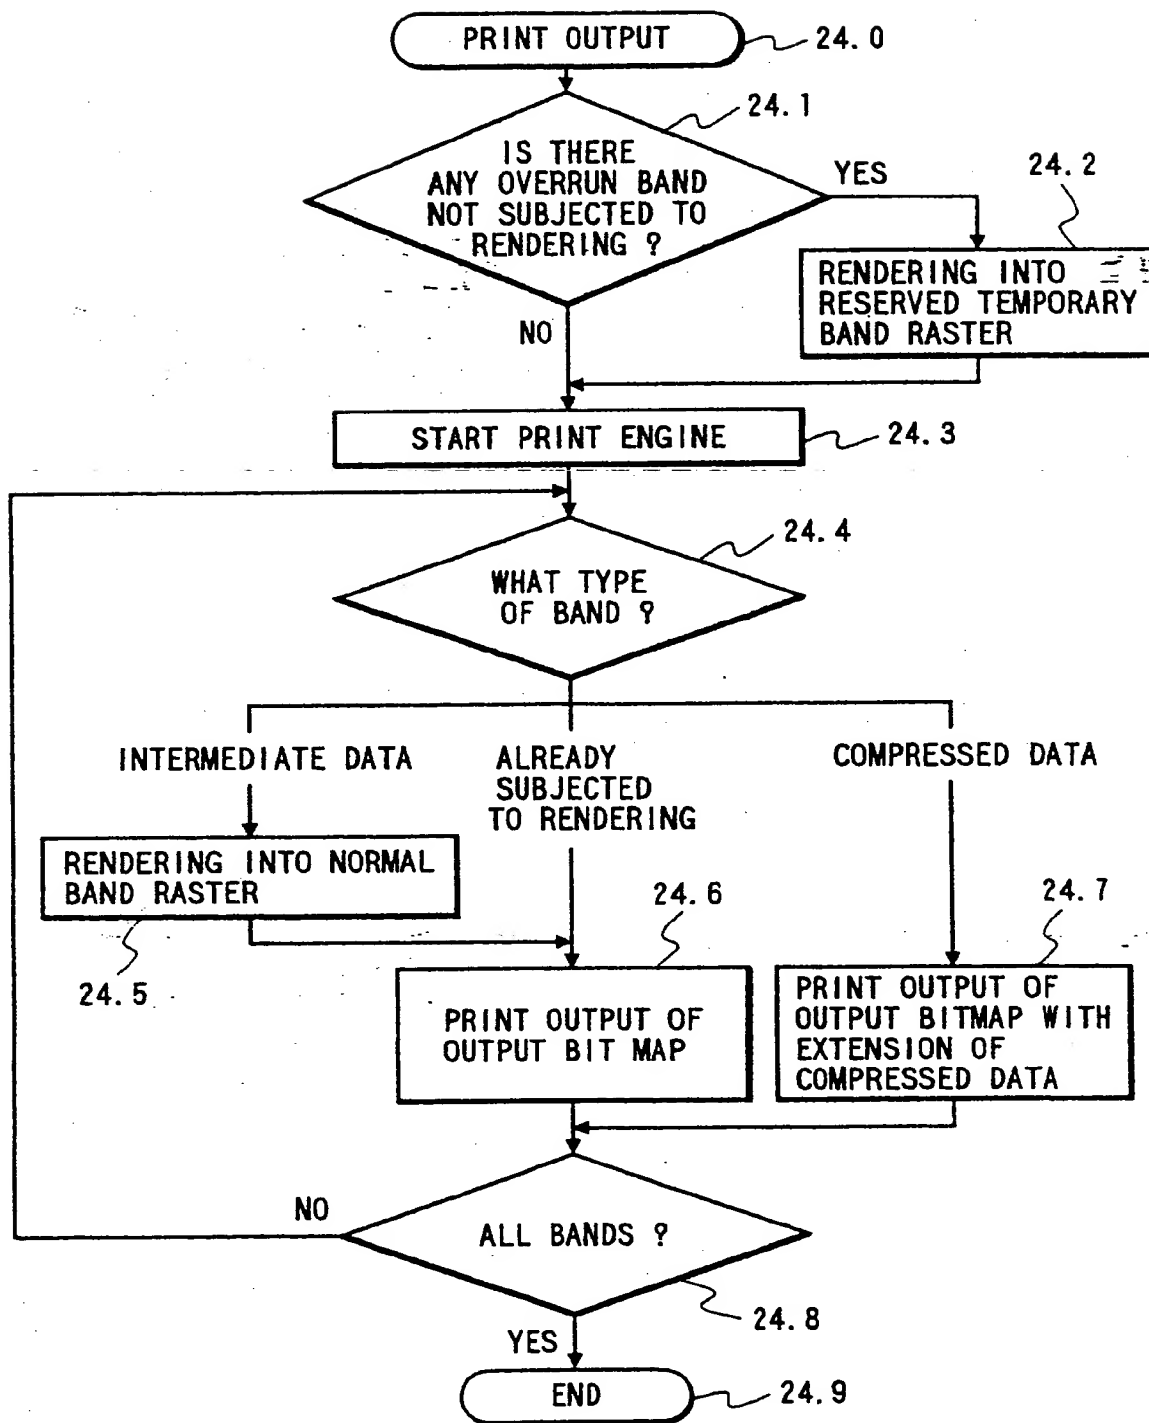 PRINT OUTPUT
24.0
24.1
IS THERE
ANY OVERRUN BAND
NOT SUBJECTED TO
RENDERING ?
YES
24.2
RENDERING INTO
RESERVED TEMPORARY
BAND RASTER
NO
START PRINT ENGINE
24.3
24.4
WHAT TYPE
OF BAND ?
INTERMEDIATE DATA
ALREADY
SUBJECTED
TO RENDERING
COMPRESSED DATA
RENDERING INTO NORMAL
BAND RASTER
24.5
24.6
PRINT OUTPUT OF
OUTPUT BIT MAP
24.7
PRINT OUTPUT OF
OUTPUT BITMAP WITH
EXTENSION OF
COMPRESSED DATA
NO
ALL BANDS ?
24.8
YES
END
24.9